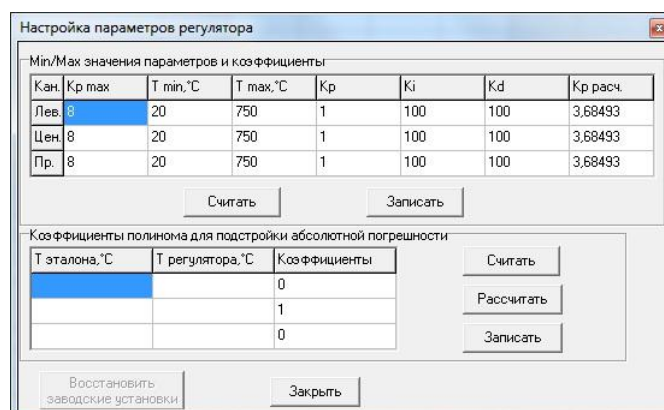 Настройка параметров регулятора
Min/Max значения параметров и коэффициенты
Кан. Kp max T min,°C T max,°C Kp Ki Kd Kp расч.
Лев. 8 20 750 1 100 100 3,68493
Цен. 8 20 750 1 100 100 3,68493
Пр. 8 20 750 1 100 100 3,68493
Считать Записать
Коэффициенты полинома для подстройки абсолютной погрешности
T эталона,°C T регулятора,°C Коэффициенты
0
1
0
Считать
Рассчитать
Записать
Восстановить
заводские установки
Закрыть